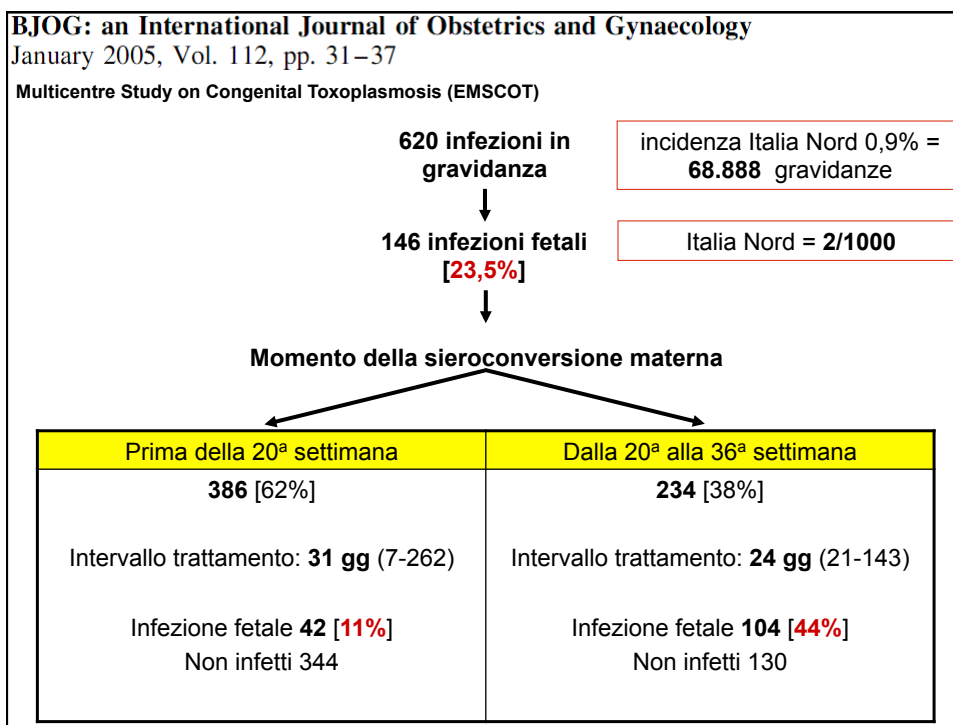 BJOG: an International Journal of Obstetrics and Gynaecology
January 2005, Vol. 112, pp. 31–37
Multicentre Study on Congenital Toxoplasmosis (EMSCOT)
620 infezioni in
gravidanza
incidenza Italia Nord 0,9% =
68.888 gravidanze
146 infezioni fetali
[23,5%]
Italia Nord = 2/1000
Momento della sieroconversione materna
Prima della 20ª settimana
Dalla 20ª alla 36ª settimana
386 [62%]
234 [38%]
Intervallo trattamento: 31 gg (7-262)
Intervallo trattamento: 24 gg (21-143)
Infezione fetale 42 [11%]
Infezione fetale 104 [44%]
Non infetti 344
Non infetti 130